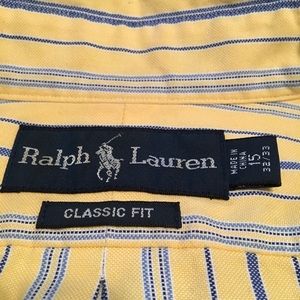 Ralph Lauren
CLASSIC FIT
MADE IN
CHINA
15
32/33